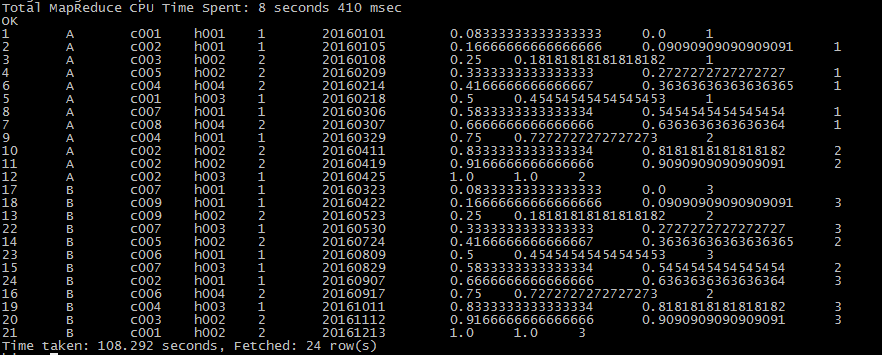 Total MapReduce CPU Time Spent: 8 seconds 410 msec
OK
1 A c001 h001 1 20160101 0.08333333333333333 0.0 1
2 A c002 h001 1 20160105 0.16666666666666666 0.09090909090909091 1
3 A c003 h002 2 20160108 0.25 0.18181818181818182 1
4 A c005 h002 2 20160209 0.3333333333333333 0.2727272727272727 1
6 A c004 h004 2 20160214 0.4166666666666667 0.36363636363636365 1
5 A c001 h003 1 20160218 0.5 0.45454545454545453 1
8 A c007 h001 1 20160306 0.5833333333333334 0.5454545454545454 1
7 A c008 h004 2 20160307 0.6666666666666666 0.6363636363636364 1
9 A c004 h001 1 20160329 0.75 0.7272727272727273 2
10 A c002 h002 2 20160411 0.8333333333333334 0.8181818181818182 2
11 A c002 h002 2 20160419 0.9166666666666666 0.9090909090909091 2
12 A c002 h003 1 20160425 1.0 1.0 2
17 B c007 h001 1 20160323 0.08333333333333333 0.0 3
18 B c009 h001 1 20160422 0.16666666666666666 0.09090909090909091 3
13 B c009 h002 2 20160523 0.25 0.18181818181818182 2
22 B c007 h003 1 20160530 0.3333333333333333 0.2727272727272727 3
14 B c005 h002 2 20160724 0.4166666666666667 0.36363636363636365 2
23 B c006 h001 1 20160809 0.5 0.45454545454545453 3
15 B c007 h003 2 20160829 0.5833333333333334 0.5454545454545454 2
24 B c002 h001 1 20160907 0.6666666666666666 0.6363636363636364 3
16 B c006 h004 2 20160917 0.75 0.7272727272727273 2
19 B c004 h003 1 20161011 0.8333333333333334 0.8181818181818182 3
20 B c003 h002 2 20161112 0.9166666666666666 0.9090909090909091 3
21 B c001 h002 2 20161213 1.0 1.0 3
Time taken: 108.292 seconds, Fetched: 24 row(s)